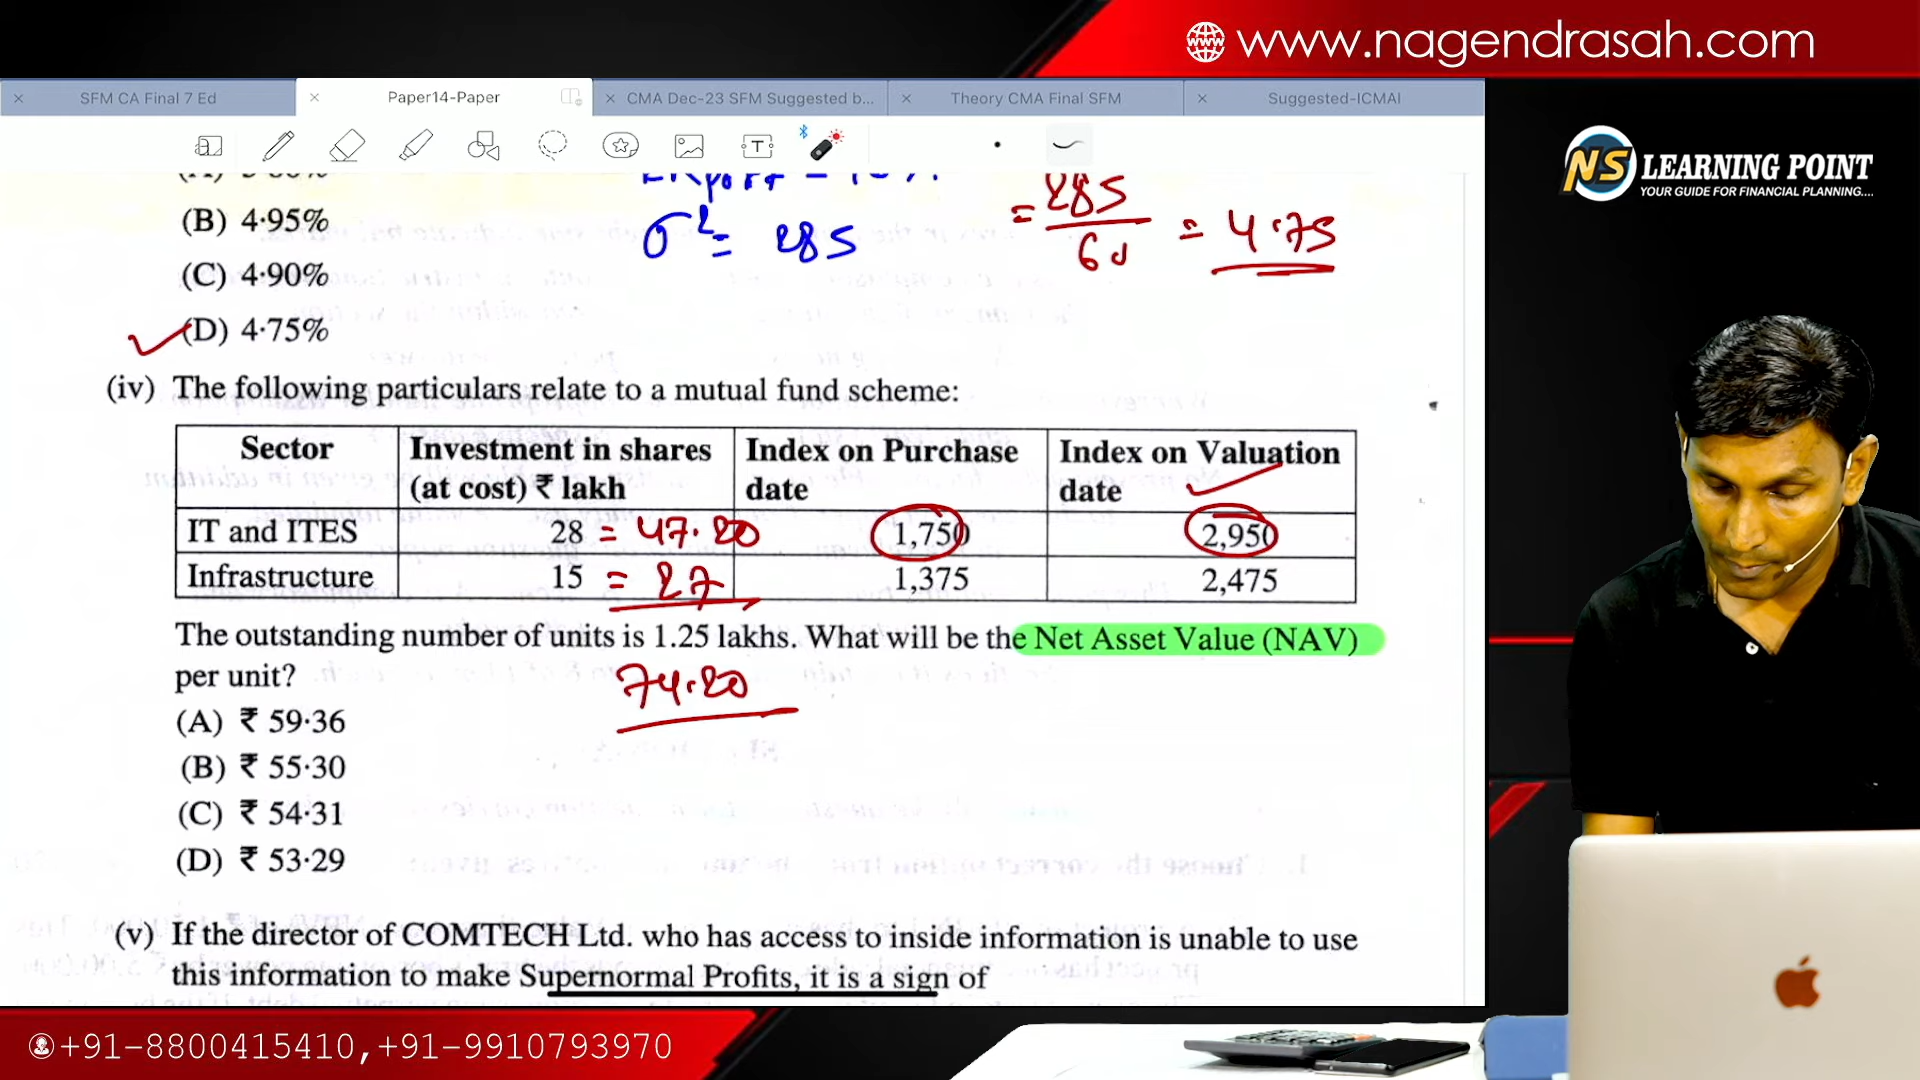 www.nagendrasah.com
SFM CA Final 7 Ed
Paper14-Paper
CMA Dec-23 SFM Suggested b...
Theory CMA Final SFM
Suggested-ICMAI
NS LEARNING POINT
YOUR GUIDE FOR FINANCIAL PLANNING....
= 285
σ² = 285
60
= 4.75
(B) 4·95%
(C) 4·90%
(D) 4·75%
(iv) The following particulars relate to a mutual fund scheme:
Sector Investment in shares (at cost) ₹ lakh Index on Purchase date Index on Valuation date
IT and ITES 28 = 47.20 1,750 2,950
Infrastructure 15 = 27 1,375 2,475
The outstanding number of units is 1.25 lakhs. What will be the Net Asset Value (NAV)
per unit?
74.20
(A) ₹ 59·36
(B) ₹ 55·30
(C) ₹ 54·31
(D) ₹ 53·29
(v) If the director of COMTECH Ltd. who has access to inside information is unable to use
this information to make Supernormal Profits, it is a sign of
+91-8800415410,+91-9910793970